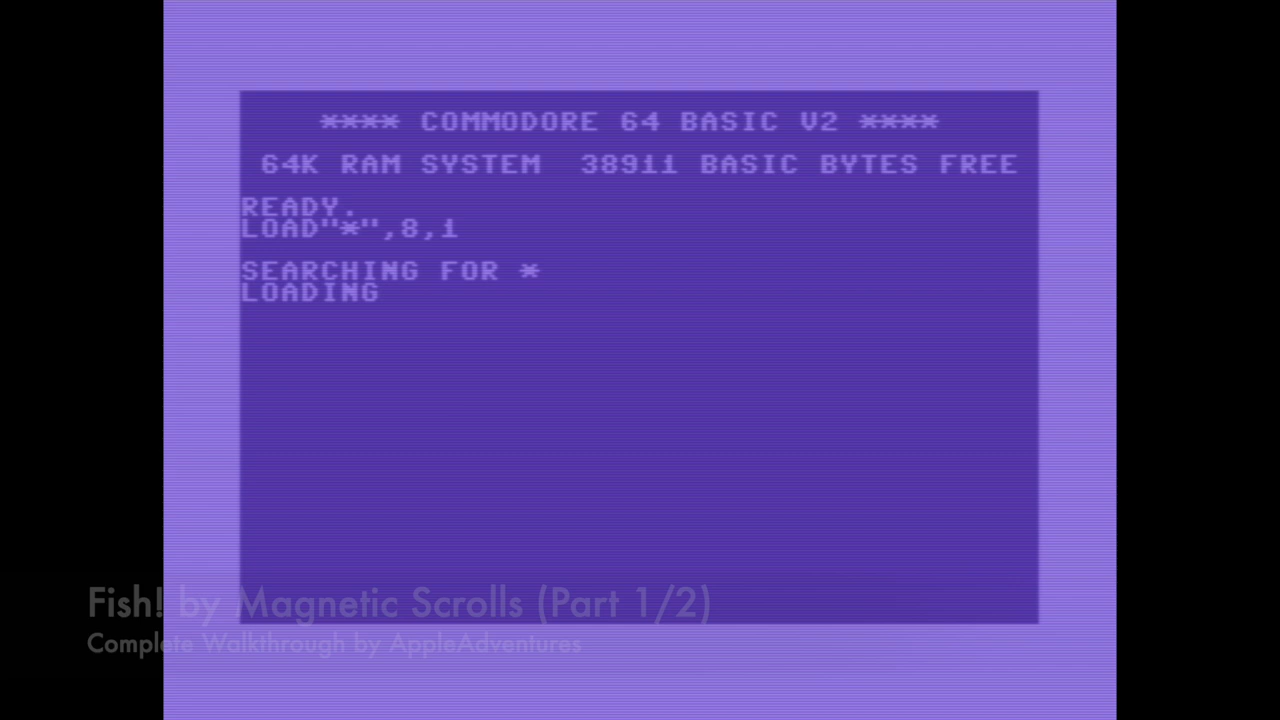 **** COMMODORE 64 BASIC V2 ****
64K RAM SYSTEM  38911 BASIC BYTES FREE
READY.
LOAD"*",8,1
SEARCHING FOR *
LOADING
Fish! by Magnetic Scrolls (Part 1/2)
Complete Walkthrough by AppleAdventures